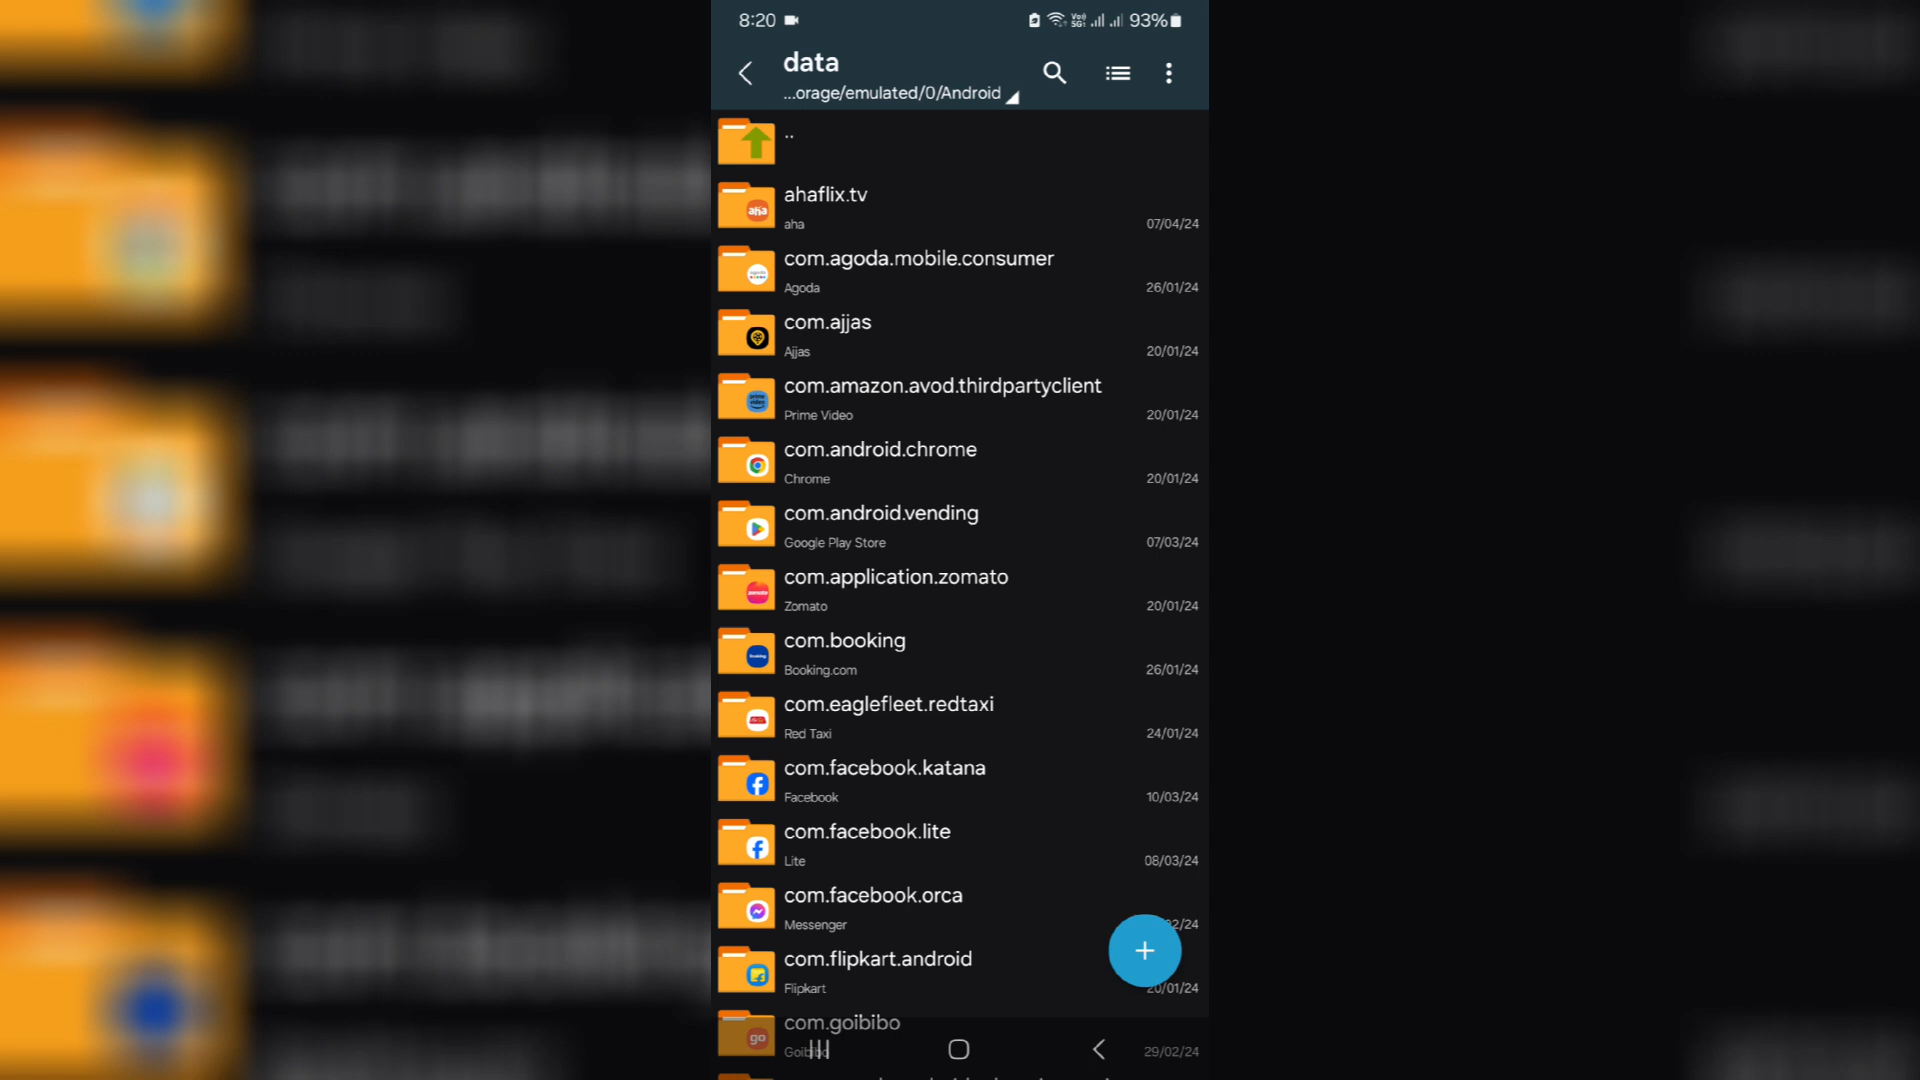 8:20 93%
data
...orage/emulated/0/Android
..
ahaflix.tv
aha 07/04/24
com.agoda.mobile.consumer
Agoda 26/01/24
com.ajjas
Ajjas 20/01/24
com.amazon.avod.thirdpartyclient
Prime Video 20/01/24
com.android.chrome
Chrome 20/01/24
com.android.vending
Google Play Store 07/03/24
com.application.zomato
Zomato 20/01/24
com.booking
Booking.com 26/01/24
com.eaglefleet.redtaxi
Red Taxi 24/01/24
com.facebook.katana
Facebook 10/03/24
com.facebook.lite
Lite 08/03/24
com.facebook.orca
Messenger
com.flipkart.android
Flipkart 20/01/24
com.goibibo
Goibibo 29/02/24